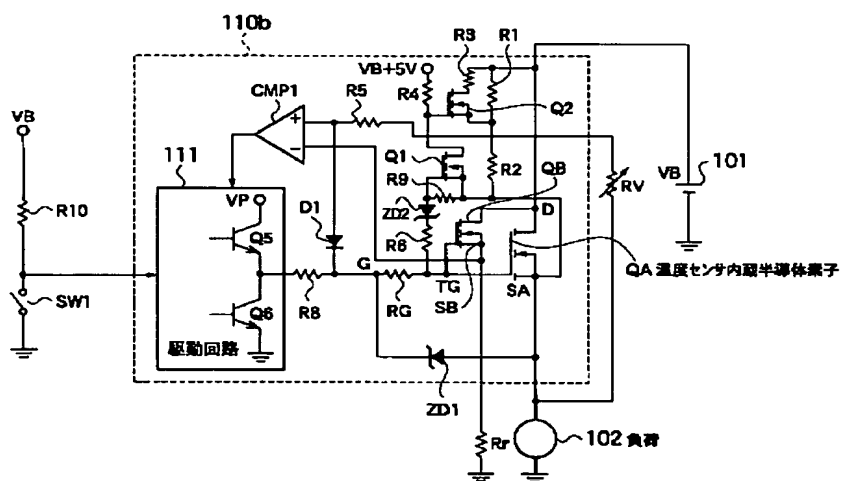 110b
R3
R1
VB+5V
R4
CMP1
R5
Q2
VB
Q1
QB
R2
111
R9
RV
VB
101
VP
D1
ZD2
D
R10
Q5
R6
G
QA 温度センサ内蔵半導体素子
TG
SA
SW1
R8
RG
SB
Q6
駆動回路
ZD1
Rr
102 負荷